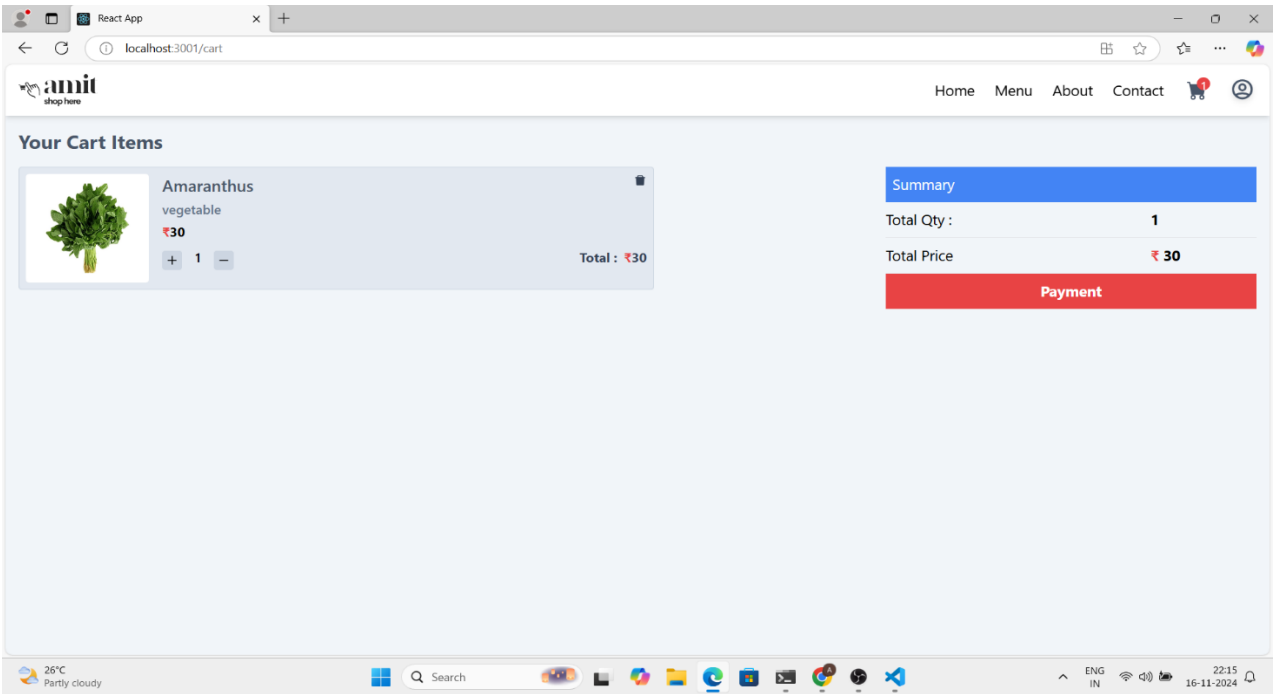 React App
localhost:3001/cart
amit
shop here
Home Menu About Contact 1
Your Cart Items
Amaranthus
vegetable
₹30
+ 1 − Total : ₹30
Summary
Total Qty : 1
Total Price ₹ 30
Payment
26°C
Partly cloudy
Search
ENG
IN
22:15
16-11-2024